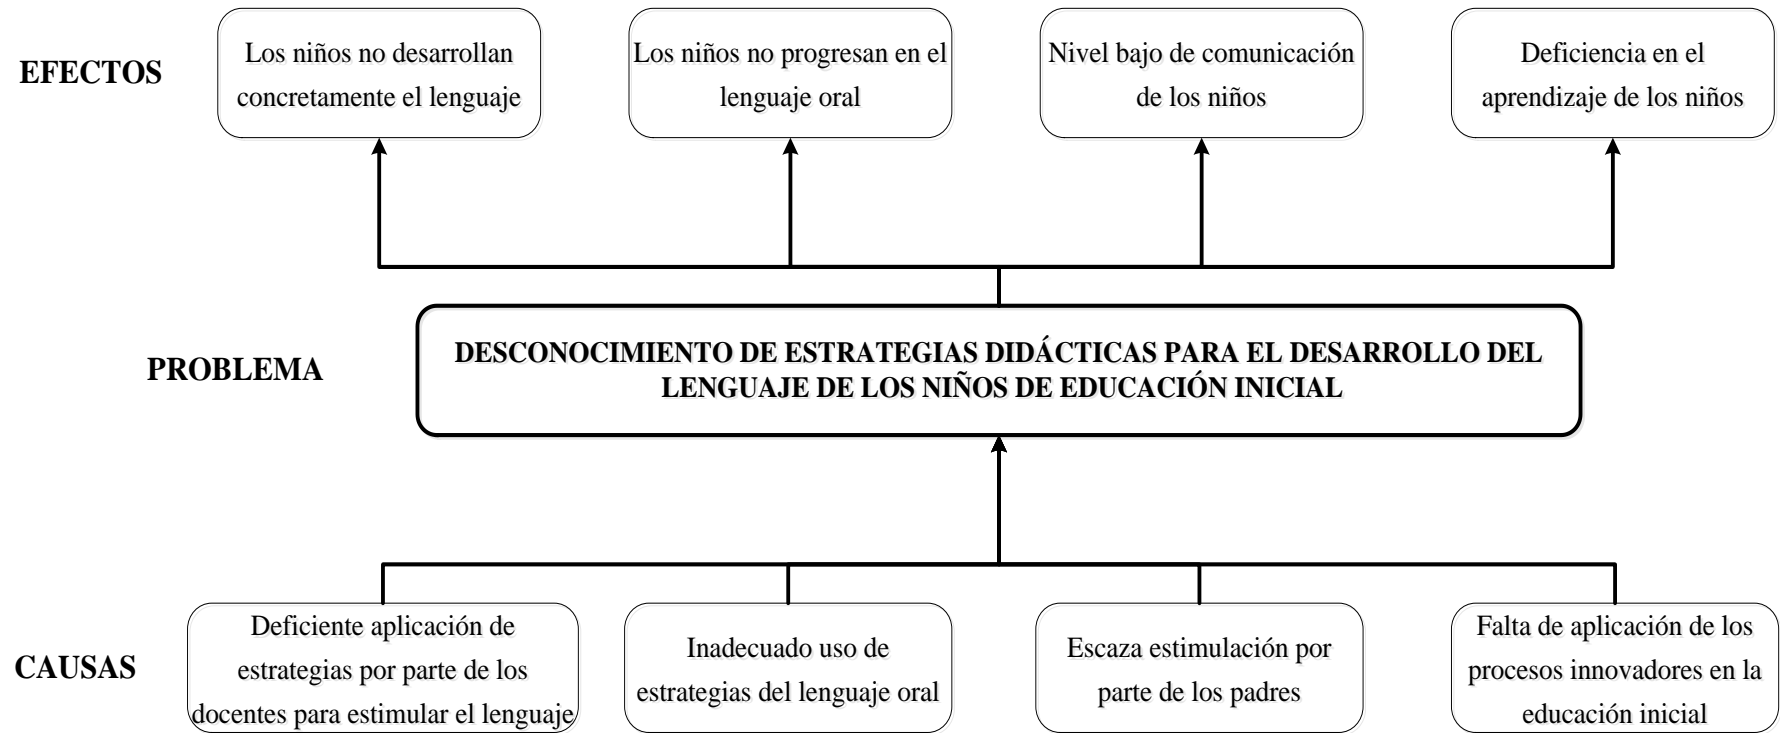 EFECTOS
Los niños no desarrollan
concretamente el lenguaje
Los niños no progresan en el
lenguaje oral
Nivel bajo de comunicación
de los niños
Deficiencia en el
aprendizaje de los niños
PROBLEMA
DESCONOCIMIENTO DE ESTRATEGIAS DIDÁCTICAS PARA EL DESARROLLO DEL
LENGUAJE DE LOS NIÑOS DE EDUCACIÓN INICIAL
CAUSAS
Deficiente aplicación de
estrategias por parte de los
docentes para estimular el lenguaje
Inadecuado uso de
estrategias del lenguaje oral
Escaza estimulación por
parte de los padres
Falta de aplicación de los
procesos innovadores en la
educación inicial